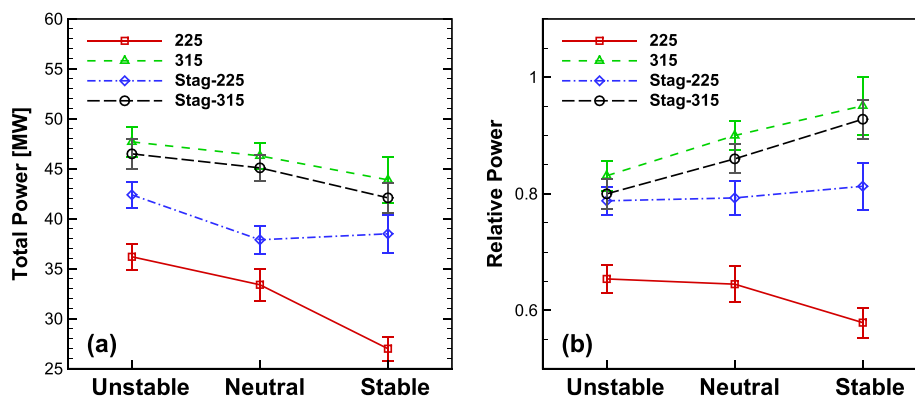 60
55
50
45
40
35
30
25
Total Power [MW]
225
315
Stag-225
Stag-315
(a)
Unstable
Neutral
Stable
1
0.8
0.6
Relative Power
225
315
Stag-225
Stag-315
(b)
Unstable
Neutral
Stable